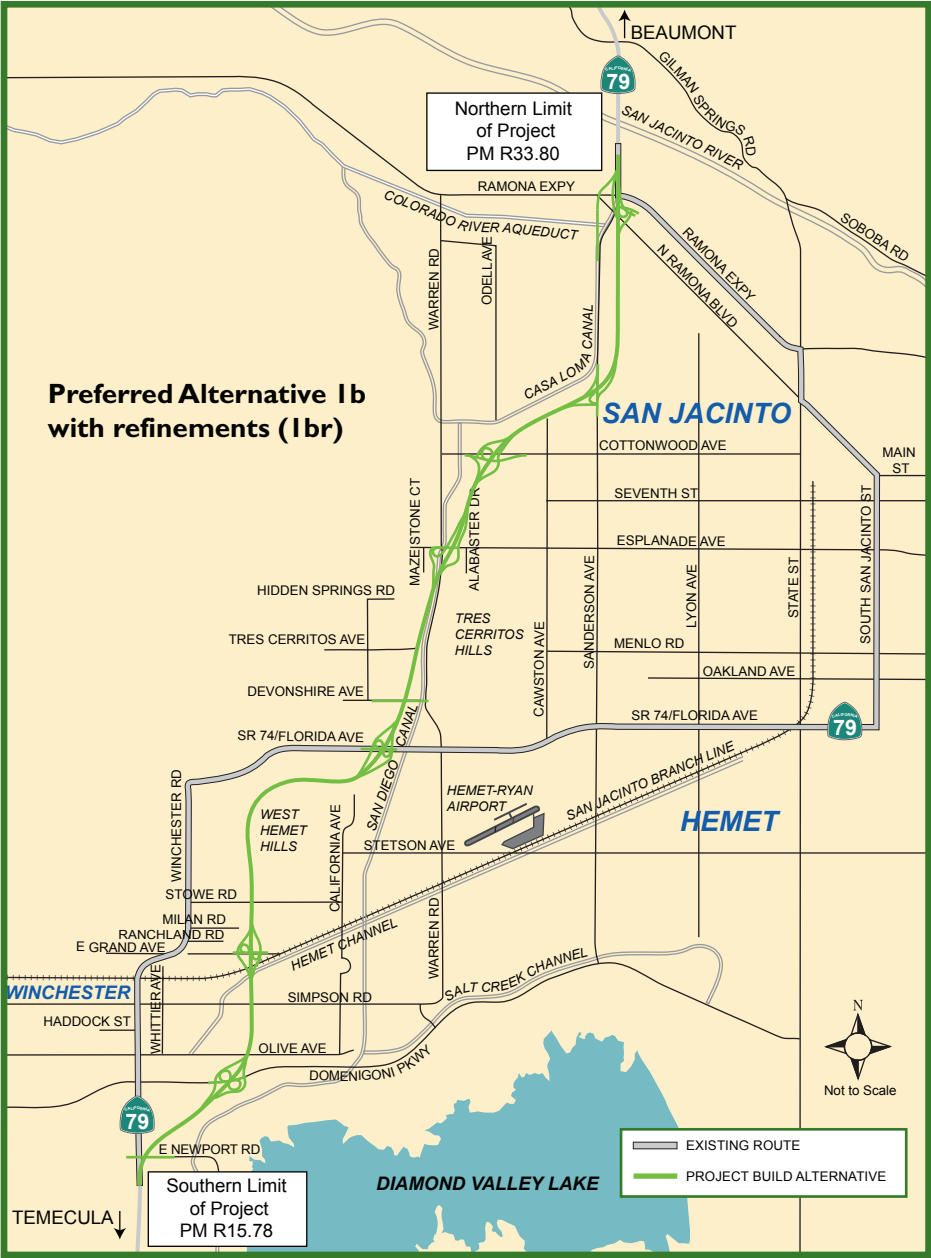 BEAUMONT
CALIFORNIA
79
GILMAN SPRINGS RD
Northern Limit
of Project
PM R33.80
SAN JACINTO RIVER
RAMONA EXPY
COLORADO RIVER AQUEDUCT
SOBOBA RD
WARREN RD
ODELL AVE
RAMONA EXPY
N RAMONA BLVD
CASA LOMA CANAL
Preferred Alternative 1b
with refinements (1br)
SAN JACINTO
COTTONWOOD AVE
MAIN
ST
MAZE STONE CT
ALABASTER DR
SEVENTH ST
SOUTH SAN JACINTO ST
ESPLANADE AVE
HIDDEN SPRINGS RD
SANDERSON AVE
LYON AVE
STATE ST
TRES
CERRITOS
HILLS
TRES CERRITOS AVE
CAWSTON AVE
MENLO RD
OAKLAND AVE
DEVONSHIRE AVE
SR 74/FLORIDA AVE
SR 74/FLORIDA AVE
CALIFORNIA
79
SAN DIEGO CANAL
WINCHESTER RD
HEMET-RYAN
AIRPORT
SAN JACINTO BRANCH LINE
WEST
HEMET
HILLS
CALIFORNIA AVE
HEMET
STETSON AVE
STOWE RD
MILAN RD
RANCHLAND RD
E GRAND AVE
HEMET CHANNEL
WARREN RD
SALT CREEK CHANNEL
WINCHESTER
WHITTIER AVE
SIMPSON RD
HADDOCK ST
OLIVE AVE
DOMENIGONI PKWY
N
Not to Scale
CALIFORNIA
79
E NEWPORT RD
EXISTING ROUTE
PROJECT BUILD ALTERNATIVE
Southern Limit
of Project
PM R15.78
DIAMOND VALLEY LAKE
TEMECULA